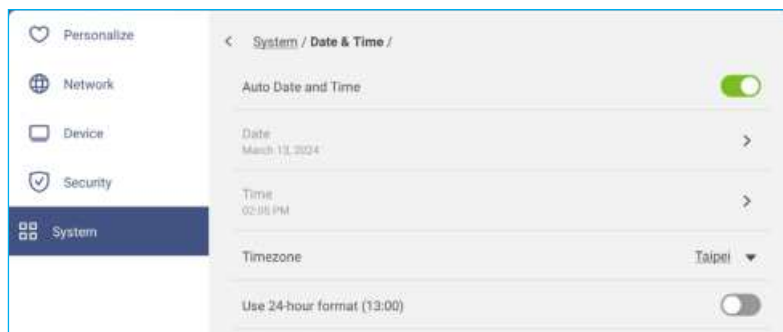 Personalize
Network
Device
Security
System
< System / Date & Time /
Auto Date and Time
Date
March 13, 2024
Time
02:05 PM
Timezone
Taipei
Use 24-hour format (13:00)